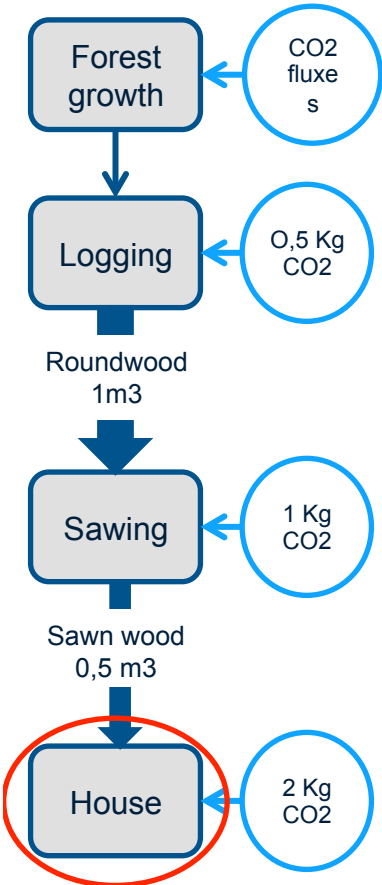 Forest
growth
CO2
fluxe
s
Logging
O,5 Kg
CO2
Roundwood
1m3
Sawing
1 Kg
CO2
Sawn wood
0,5 m3
House
2 Kg
CO2